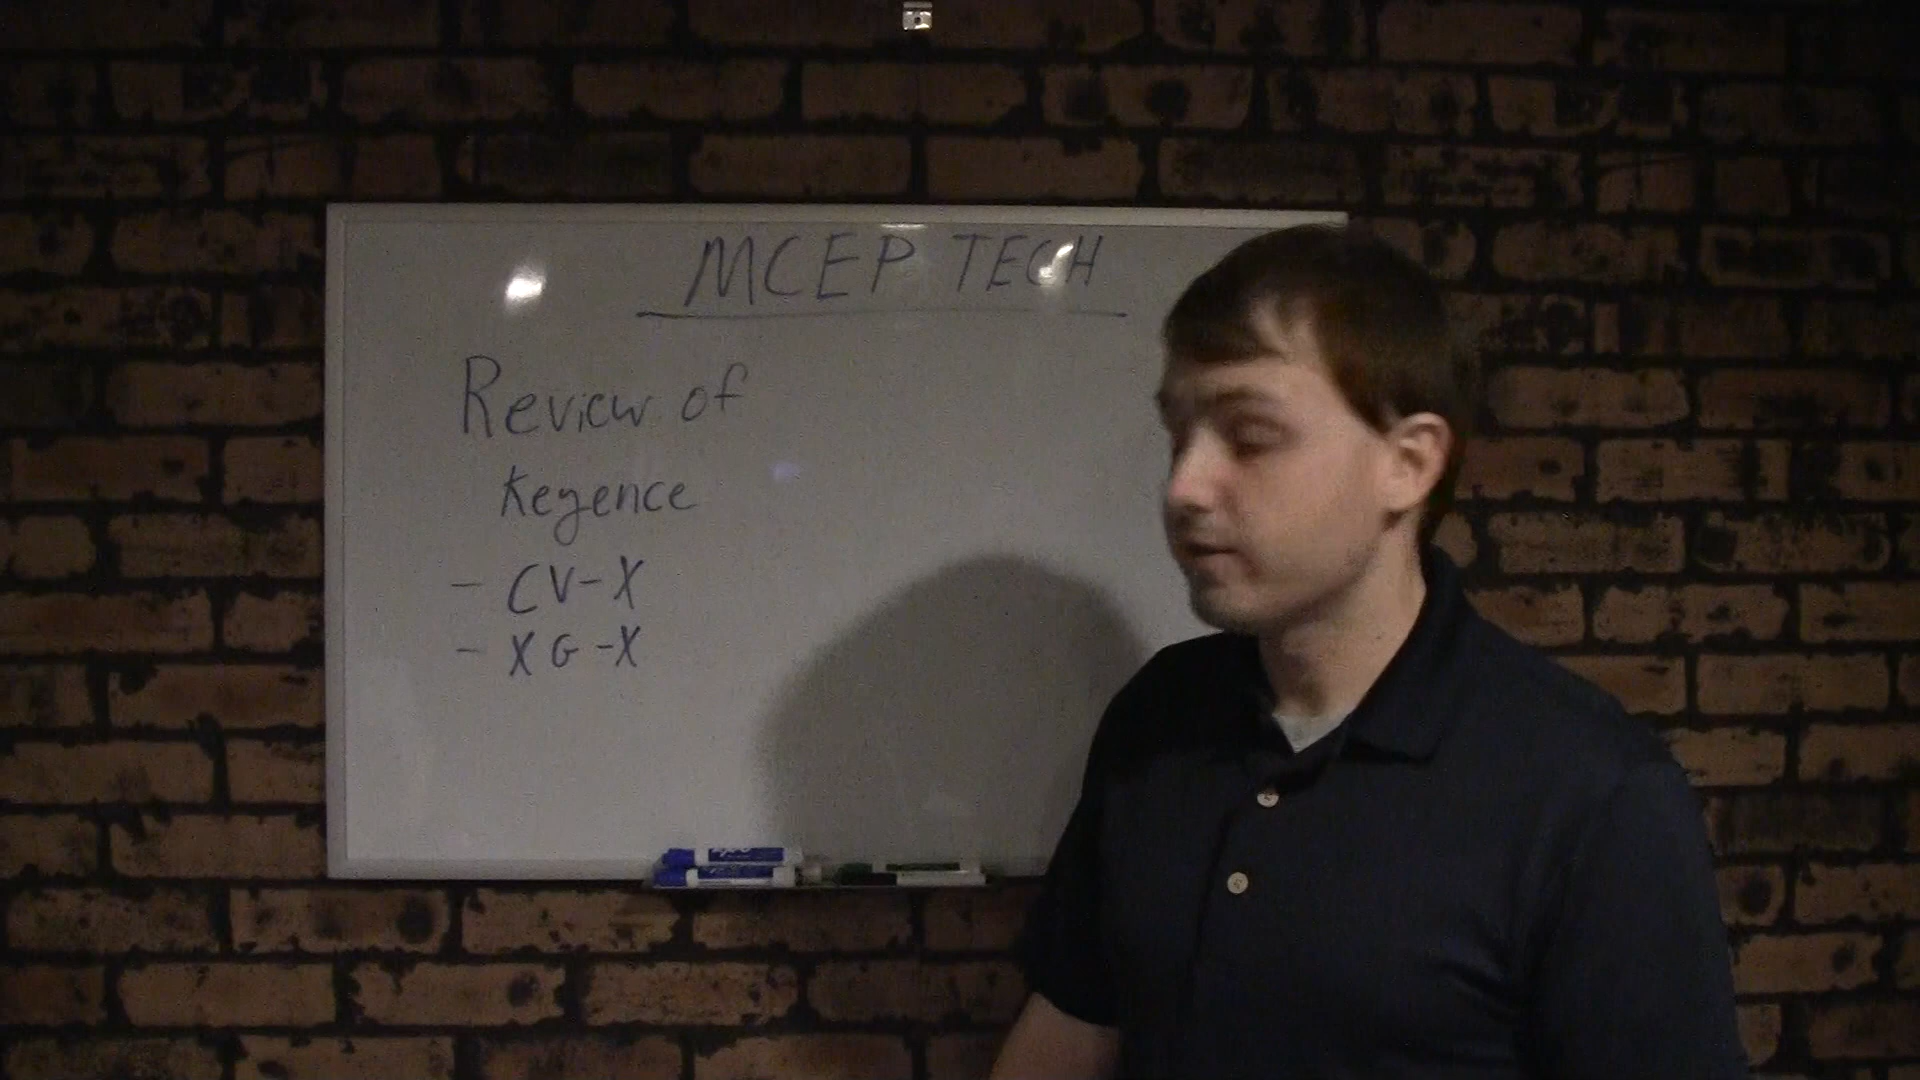 MCEP TECH
Review of
Keyence
- CV-X
- XG-X